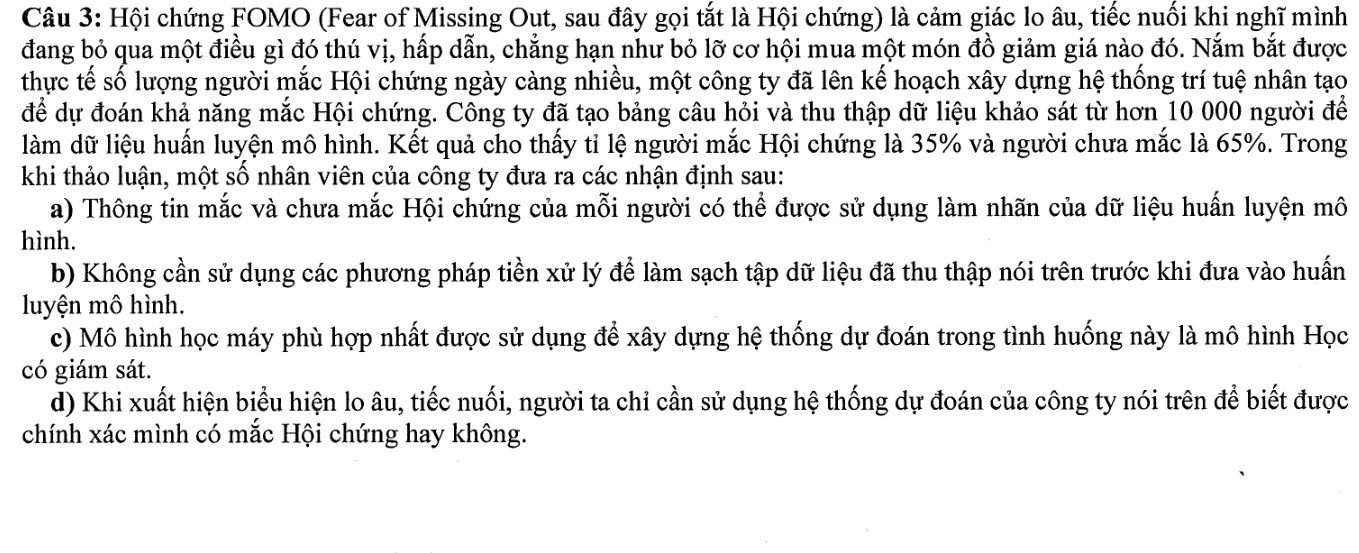 Câu 3: Hội chứng FOMO (Fear of Missing Out, sau đây gọi tắt là Hội chứng) là cảm giác lo âu, tiếc nuối khi nghĩ mình
đang bỏ qua một điều gì đó thú vị, hấp dẫn, chẳng hạn như bỏ lỡ cơ hội mua một món đồ giảm giá nào đó. Nắm bắt được
thực tế số lượng người mắc Hội chứng ngày càng nhiều, một công ty đã lên kế hoạch xây dựng hệ thống trí tuệ nhân tạo
để dự đoán khả năng mắc Hội chứng. Công ty đã tạo bảng câu hỏi và thu thập dữ liệu khảo sát từ hơn 10 000 người để
làm dữ liệu huấn luyện mô hình. Kết quả cho thấy tỉ lệ người mắc Hội chứng là 35% và người chưa mắc là 65%. Trong
khi thảo luận, một số nhân viên của công ty đưa ra các nhận định sau:
a) Thông tin mắc và chưa mắc Hội chứng của mỗi người có thể được sử dụng làm nhãn của dữ liệu huấn luyện mô
hình.
b) Không cần sử dụng các phương pháp tiền xử lý để làm sạch tập dữ liệu đã thu thập nói trên trước khi đưa vào huấn
luyện mô hình.
c) Mô hình học máy phù hợp nhất được sử dụng để xây dựng hệ thống dự đoán trong tình huống này là mô hình Học
có giám sát.
d) Khi xuất hiện biểu hiện lo âu, tiếc nuối, người ta chỉ cần sử dụng hệ thống dự đoán của công ty nói trên để biết được
chính xác mình có mắc Hội chứng hay không.